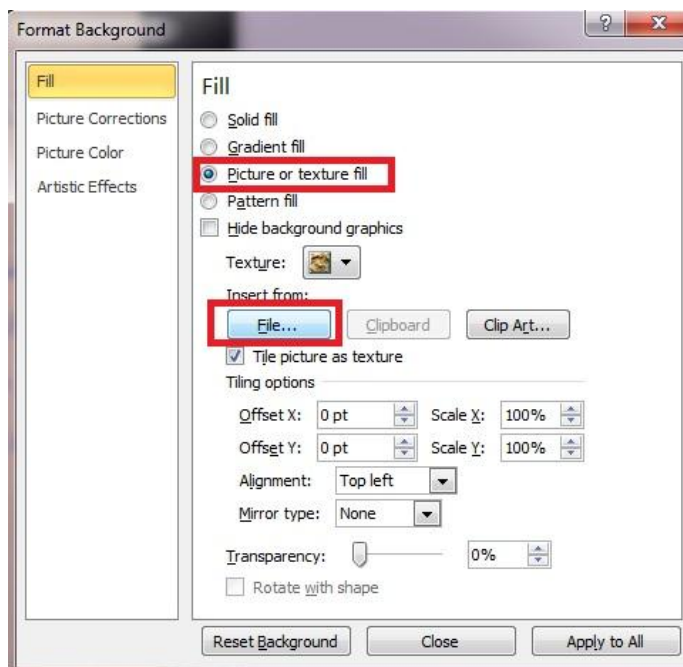 Format Background
?
X
Fill
Picture Corrections
Picture Color
Artistic Effects
Fill
Solid fill
Gradient fill
Picture or texture fill
Pattern fill
Hide background graphics
Texture:
Insert from:
File... Clipboard Clip Art...
Tile picture as texture
Tiling options
Offset X: 0 pt Scale X: 100%
Offset Y: 0 pt Scale Y: 100%
Alignment: Top left
Mirror type: None
Transparency: 0%
Rotate with shape
Reset Background Close Apply to All